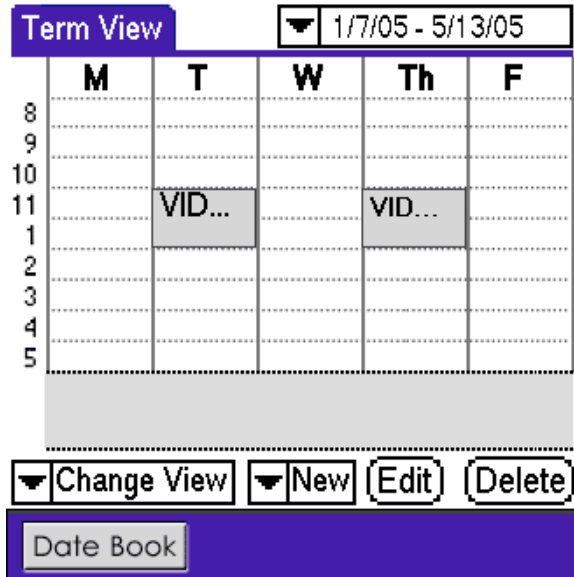 Term View 1/7/05 - 5/13/05
M T W Th F
8
9
10
11 VID... VID...
1
2
3
4
5
Change View New Edit Delete
Date Book